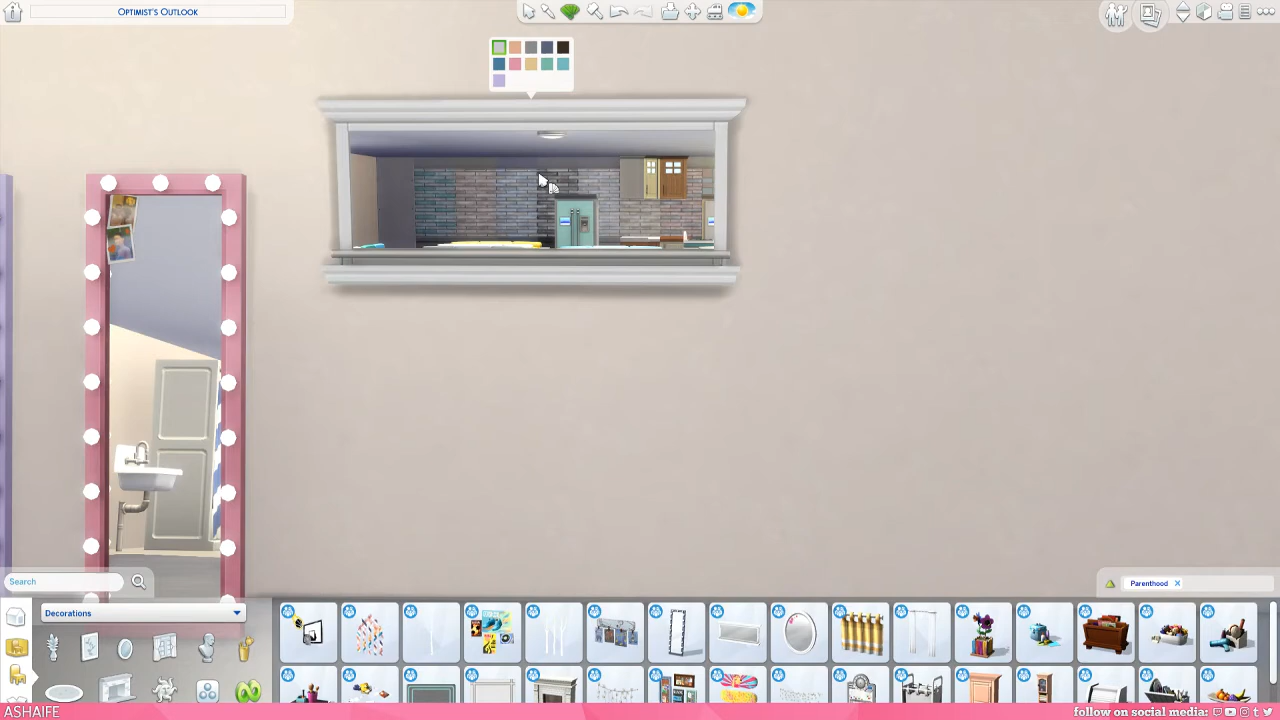 OPTIMIST'S OUTLOOK
Search
Parenthood
Decorations
ASHAIFE
follow on social media: